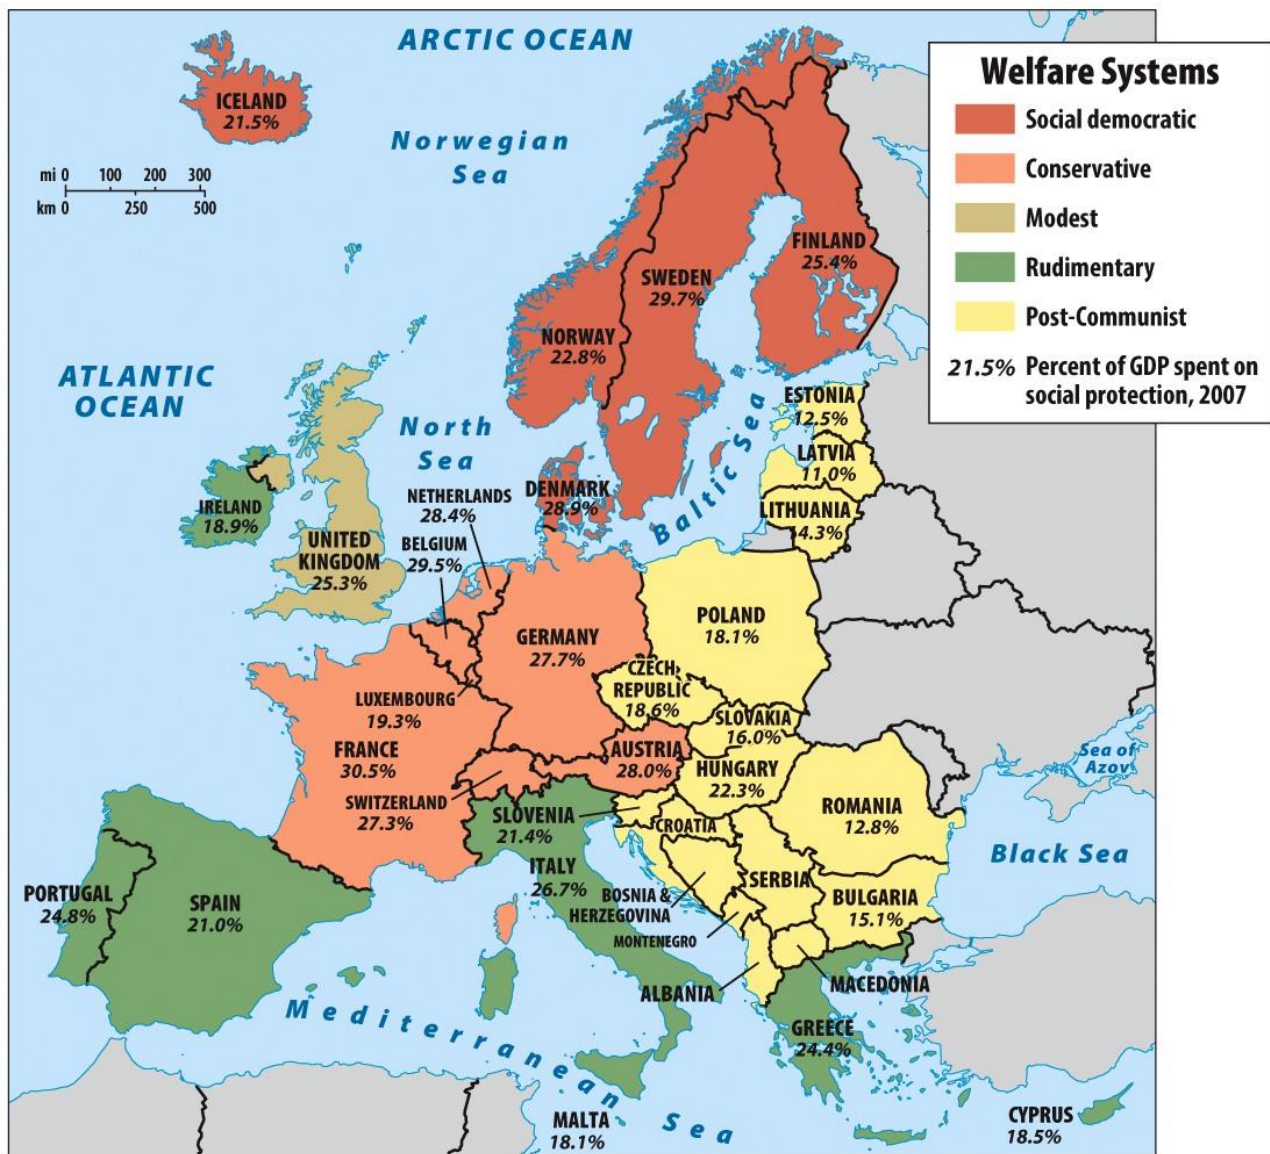 ARCTIC OCEAN
Welfare Systems
Social democratic
Conservative
Modest
Rudimentary
Post-Communist
21.5% Percent of GDP spent on
social protection, 2007
ICELAND
21.5%
Norwegian
Sea
mi 0 100 200 300
km 0 250 500
FINLAND
25.4%
SWEDEN
29.7%
NORWAY
22.8%
ATLANTIC
OCEAN
North
Sea
Baltic Sea
ESTONIA
12.5%
LATVIA
11.0%
LITHUANIA
14.3%
DENMARK
28.9%
NETHERLANDS
28.4%
BELGIUM
29.5%
IRELAND
18.9%
UNITED
KINGDOM
25.3%
POLAND
18.1%
GERMANY
27.7%
CZECH
REPUBLIC
18.6%
LUXEMBOURG
19.3%
SLOVAKIA
16.0%
FRANCE
30.5%
AUSTRIA
28.0%
HUNGARY
22.3%
Sea of
Azov
SWITZERLAND
27.3%
SLOVENIA
21.4%
CROATIA
ROMANIA
12.8%
Black Sea
ITALY
26.7%
BOSNIA &
HERZEGOVINA
SERBIA
BULGARIA
15.1%
PORTUGAL
24.8%
SPAIN
21.0%
MONTENEGRO
ALBANIA
MACEDONIA
Mediterranean Sea
GREECE
24.4%
MALTA
18.1%
CYPRUS
18.5%